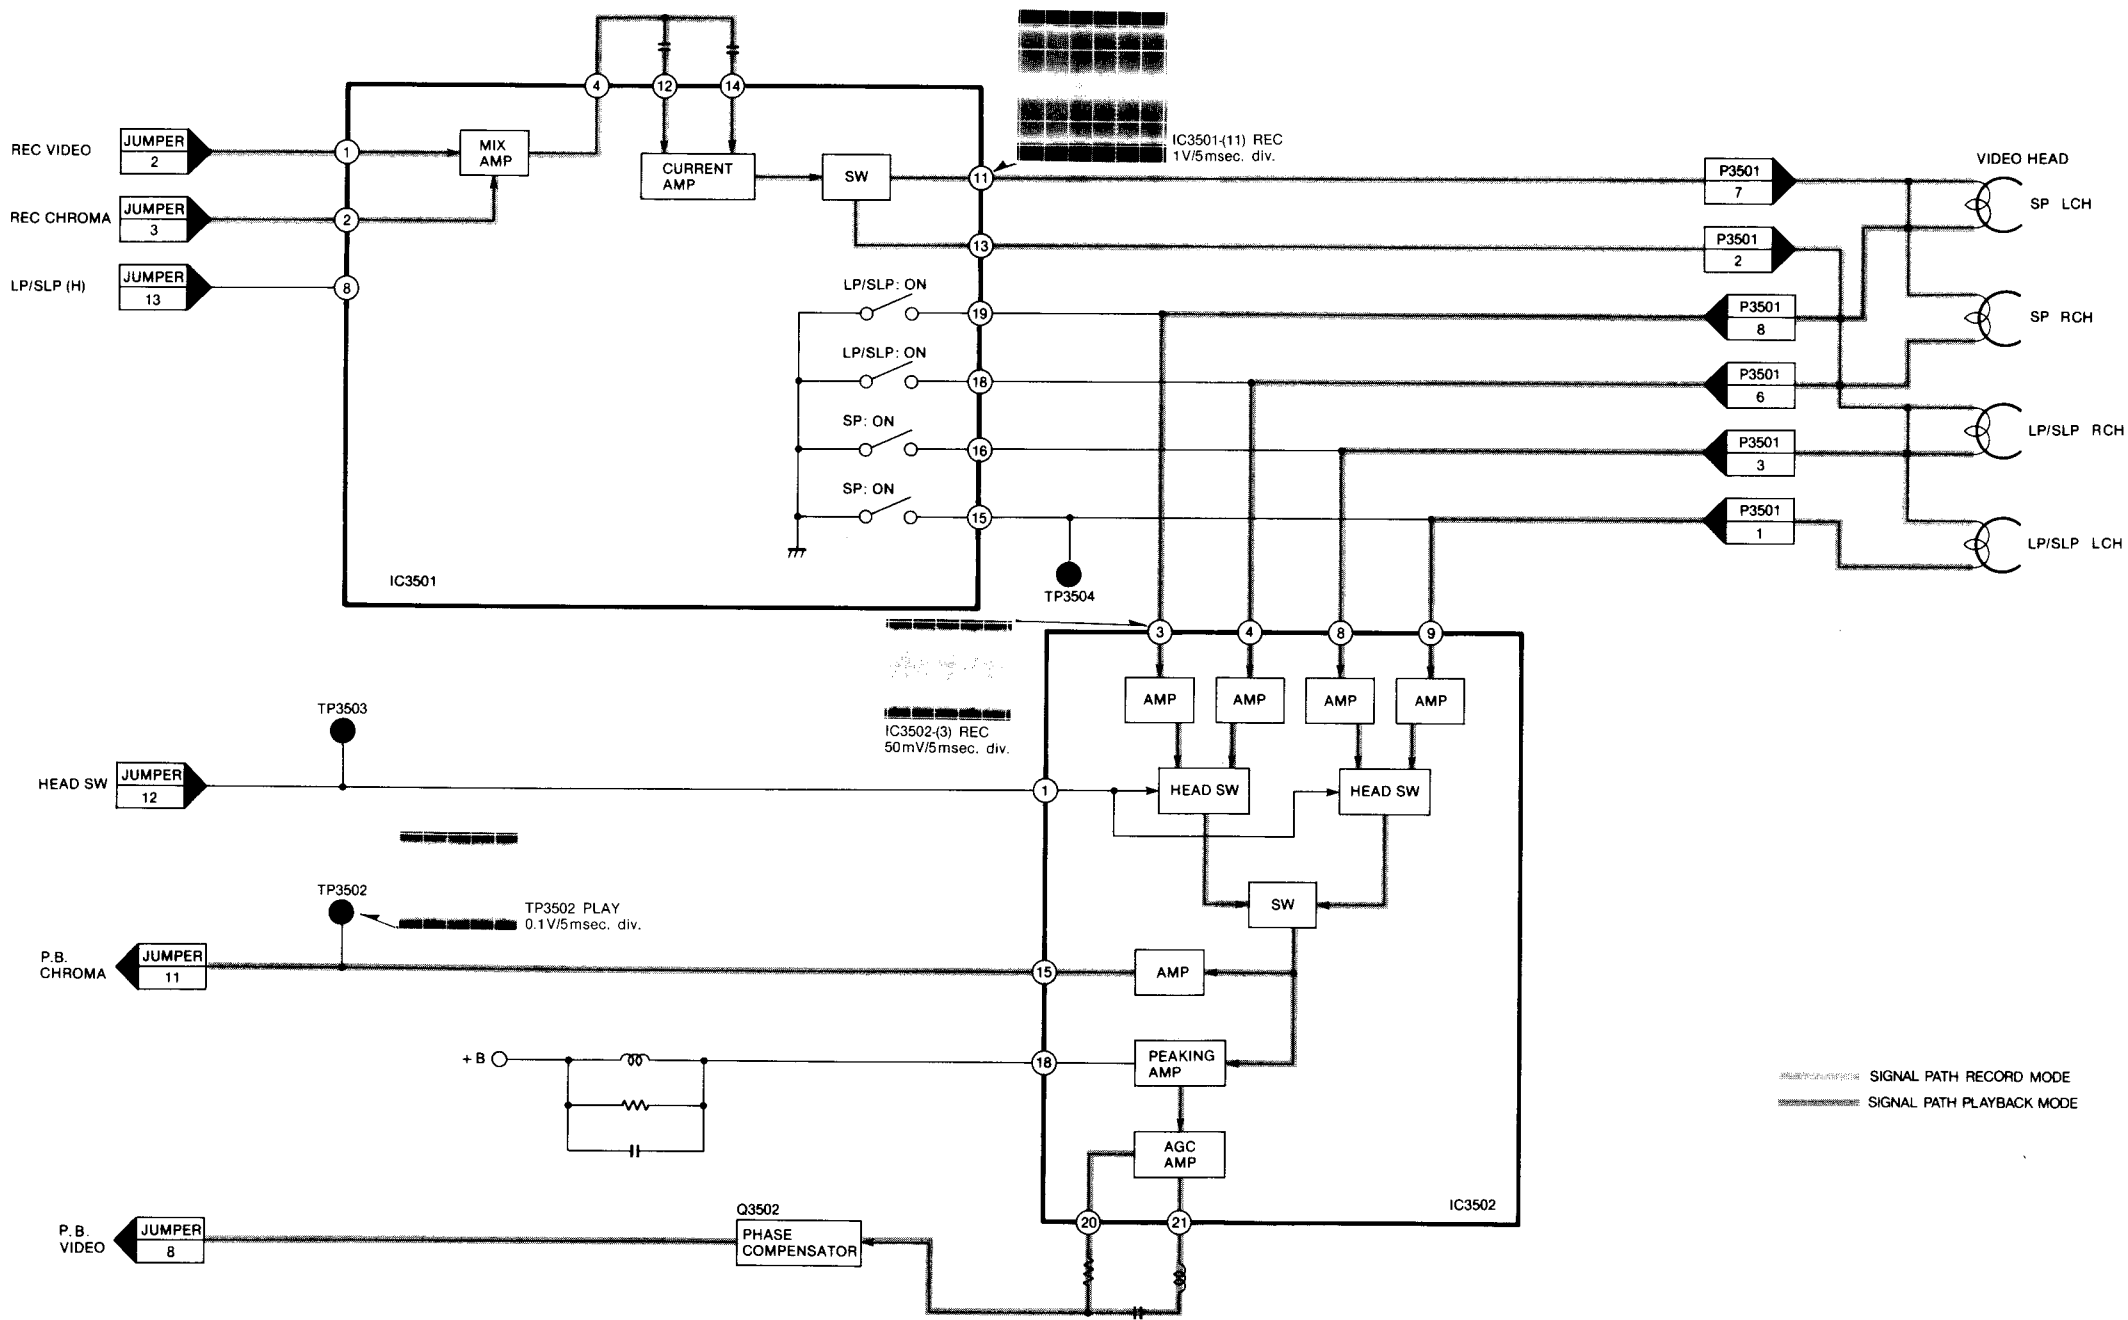 4 12 14
IC3501-(11) REC
1V/5msec. div.
REC VIDEO
JUMPER
2
1
MIX
AMP
CURRENT
AMP
SW
11
P3501
7
VIDEO HEAD
SP LCH
REC CHROMA
JUMPER
3
2
13
P3501
2
LP/SLP (H)
JUMPER
13
8
LP/SLP: ON
19
P3501
8
SP RCH
LP/SLP: ON
18
P3501
6
SP: ON
16
P3501
3
LP/SLP RCH
SP: ON
15
P3501
1
LP/SLP LCH
IC3501
TP3504
3 4 8 9
AMP AMP AMP AMP
IC3502-(3) REC
50mV/5msec. div.
TP3503
HEAD SW
JUMPER
12
1
HEAD SW
HEAD SW
TP3502
TP3502 PLAY
0.1V/5msec. div.
SW
P.B.
CHROMA
JUMPER
11
15
AMP
+B
18
PEAKING
AMP
SIGNAL PATH RECORD MODE
SIGNAL PATH PLAYBACK MODE
AGC
AMP
IC3502
20 21
P.B.
VIDEO
JUMPER
8
Q3502
PHASE
COMPENSATOR